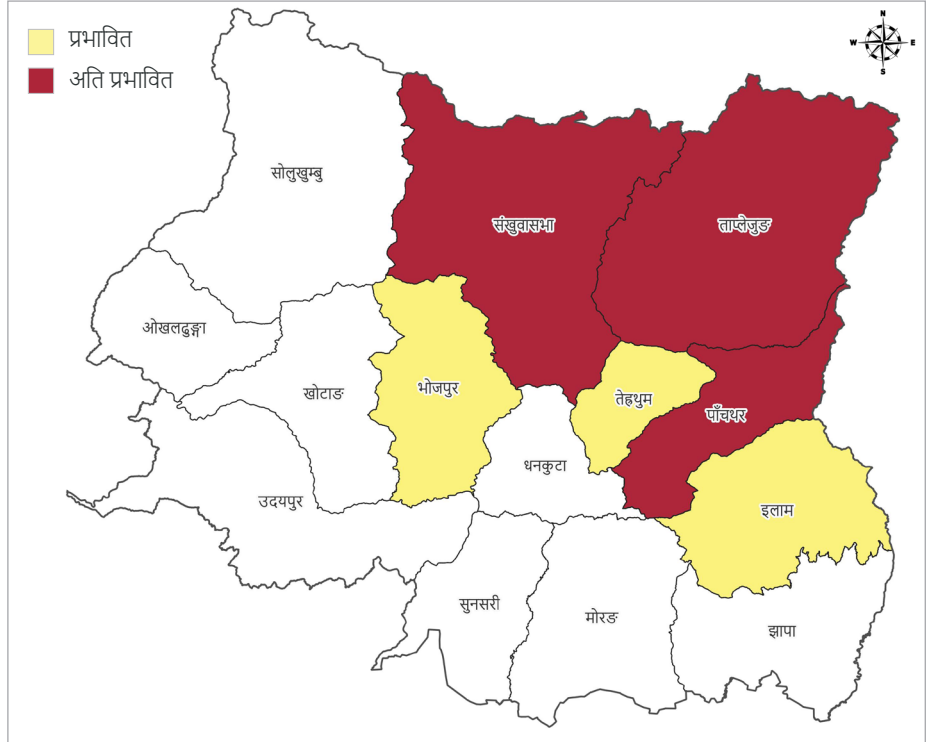 प्रभावित
अति प्रभावित
N
W
E
S
सोलुखुम्बु
संखुवासभा
ताप्लेजुङ
ओखलढुङ्गा
खोटाङ
भोजपुर
तेह्रथुम
पाँचथर
धनकुटा
उदयपुर
इलाम
सुनसरी
मोरङ
झापा